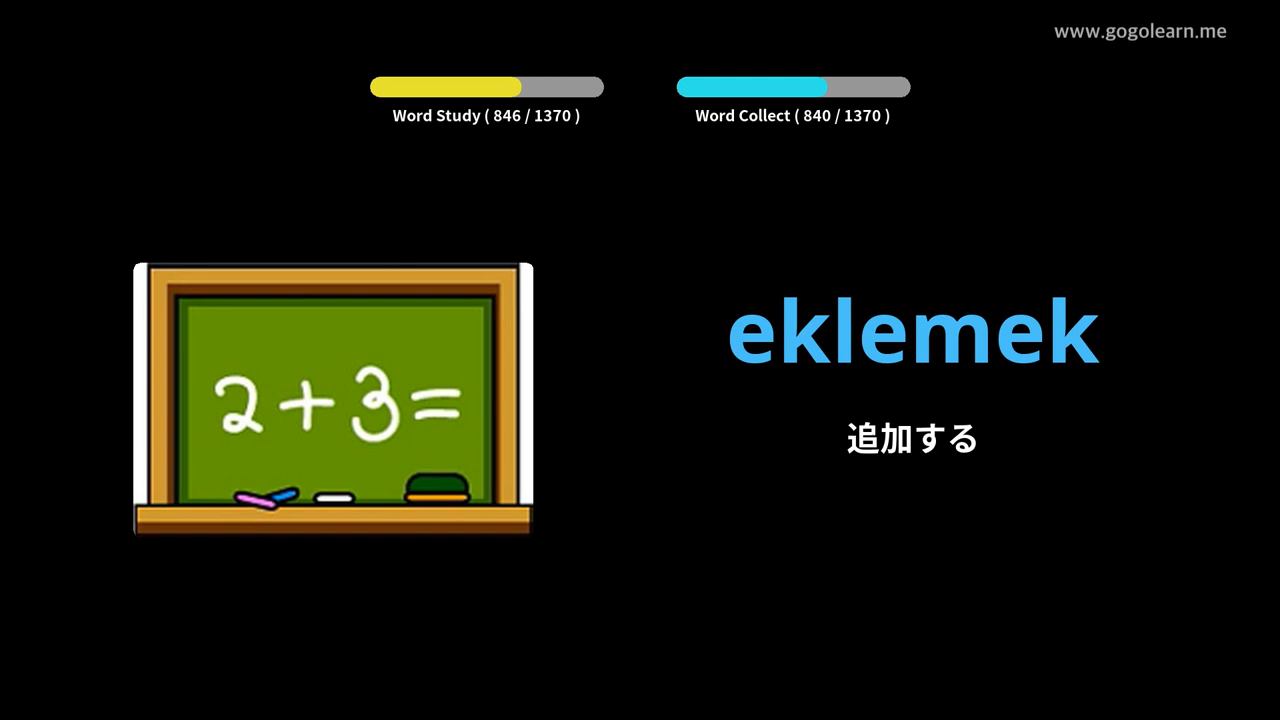 www.gogolearn.me
Word Study ( 846 / 1370 )
Word Collect ( 840 / 1370 )
2+3=
eklemek
追加する